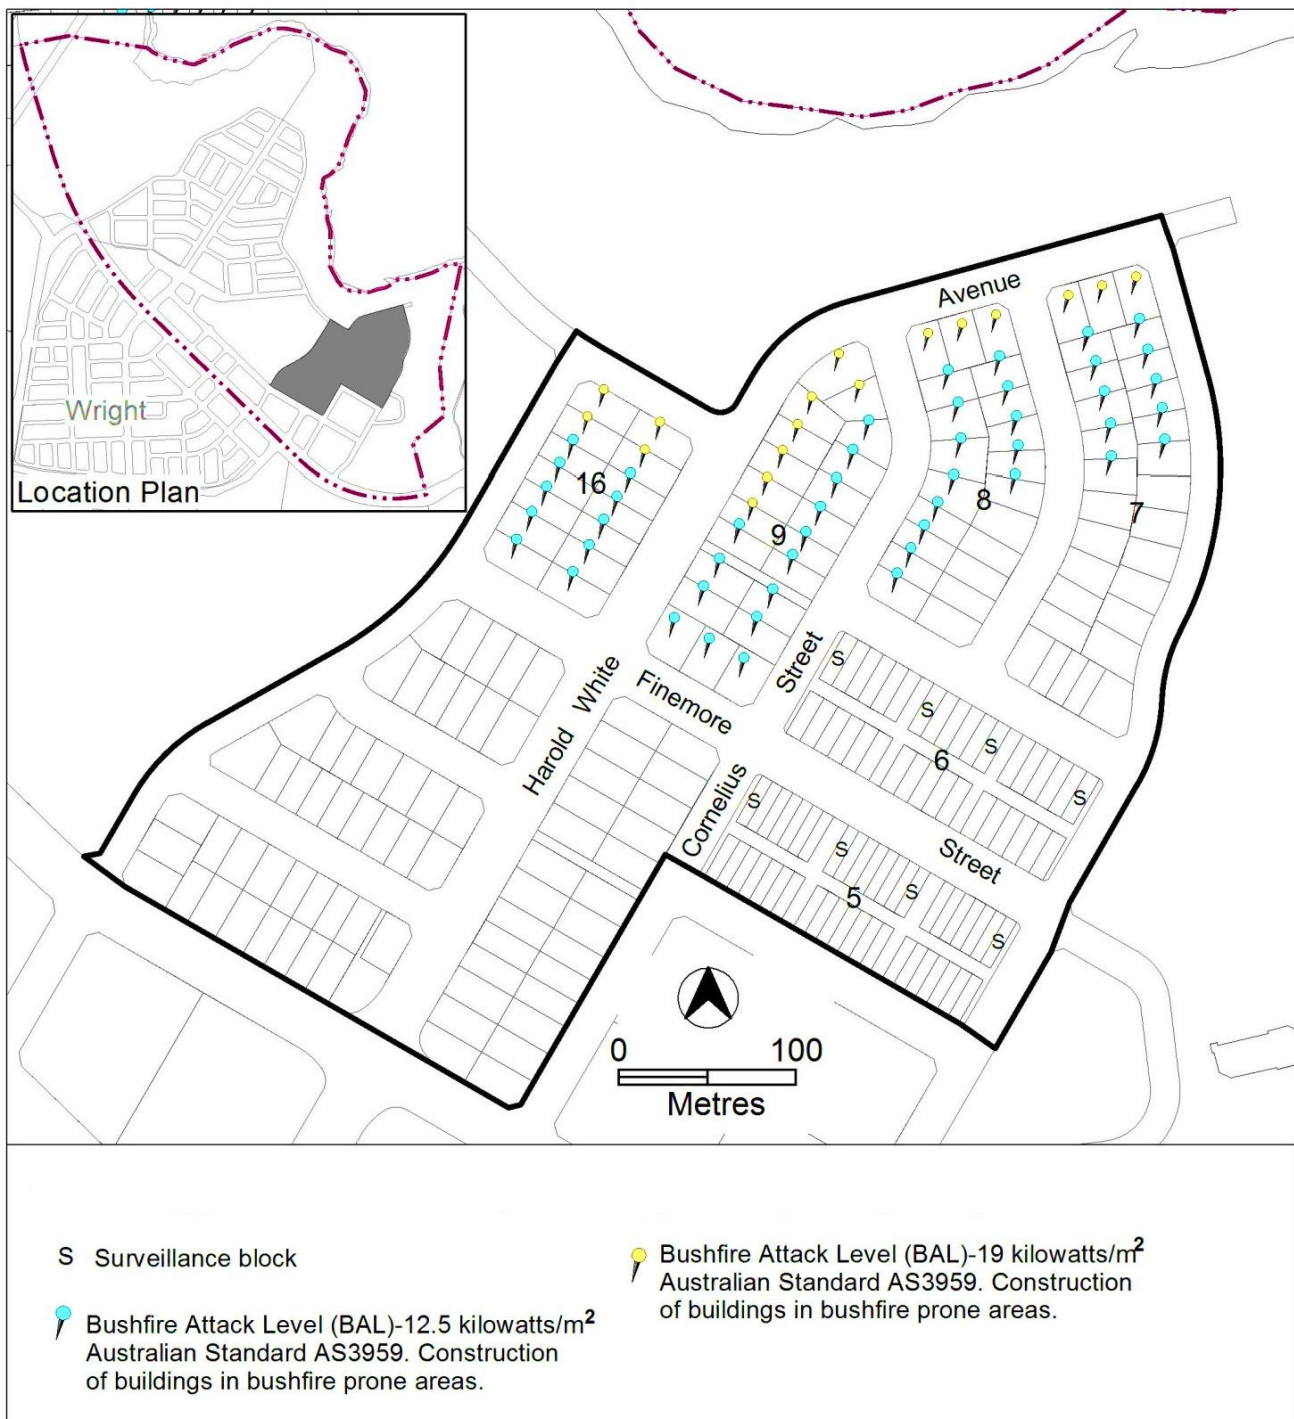 Wright
Location Plan
Avenue
16
9
8
7
Harold White
Finemore
Street
Cornelius
Street
S
S
S
S
6
S
S
S
S
5
0 100
Metres
S Surveillance block
Bushfire Attack Level (BAL)-12.5 kilowatts/m²
Australian Standard AS3959. Construction
of buildings in bushfire prone areas.
Bushfire Attack Level (BAL)-19 kilowatts/m²
Australian Standard AS3959. Construction
of buildings in bushfire prone areas.